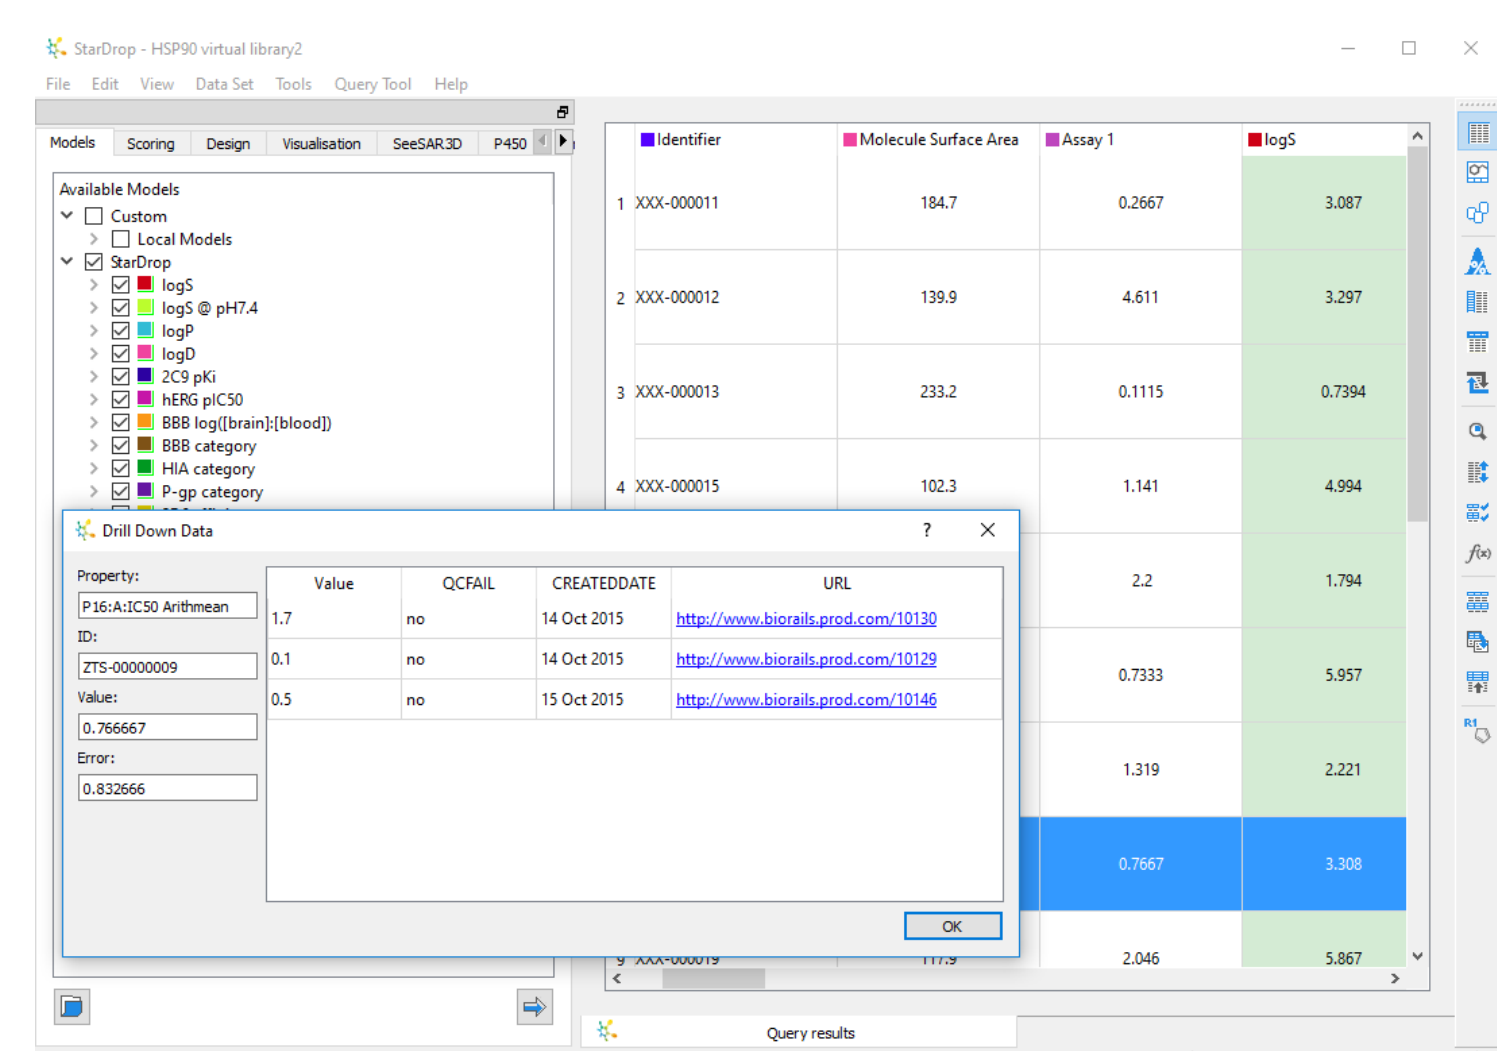 StarDrop - HSP90 virtual library2
File Edit View Data Set Tools Query Tool Help
Models Scoring Design Visualisation SeeSAR3D P450
Available Models
Custom
Local Models
StarDrop
logS
logS @ pH7.4
logP
logD
2C9 pKi
hERG pIC50
BBB log([brain]:[blood])
BBB category
HIA category
P-gp category
Identifier Molecule Surface Area Assay 1 logS
1 XXX-000011 184.7 0.2667 3.087
2 XXX-000012 139.9 4.611 3.297
3 XXX-000013 233.2 0.1115 0.7394
4 XXX-000015 102.3 1.141 4.994
2.2 1.794
0.7333 5.957
1.319 2.221
0.7667 3.308
9 XXX-000019 117.9 2.046 5.867
Drill Down Data ?
Property:
P16:A:IC50 Arithmean
ID:
ZTS-00000009
Value:
0.766667
Error:
0.832666
Value QCFAIL CREATEDDATE URL
1.7 no 14 Oct 2015 http://www.biorails.prod.com/10130
0.1 no 14 Oct 2015 http://www.biorails.prod.com/10129
0.5 no 15 Oct 2015 http://www.biorails.prod.com/10146
OK
Query results
%
f(x)
R1